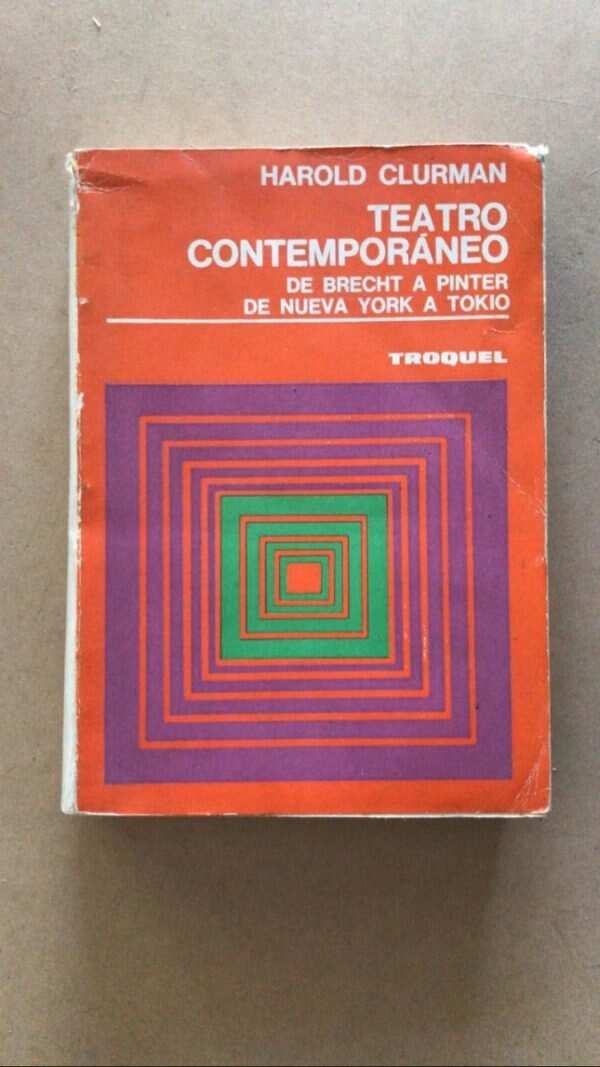 HAROLD CLURMAN
TEATRO
CONTEMPORÁNEO
DE BRECHT A PINTER
DE NUEVA YORK A TOKIO
TROQUEL